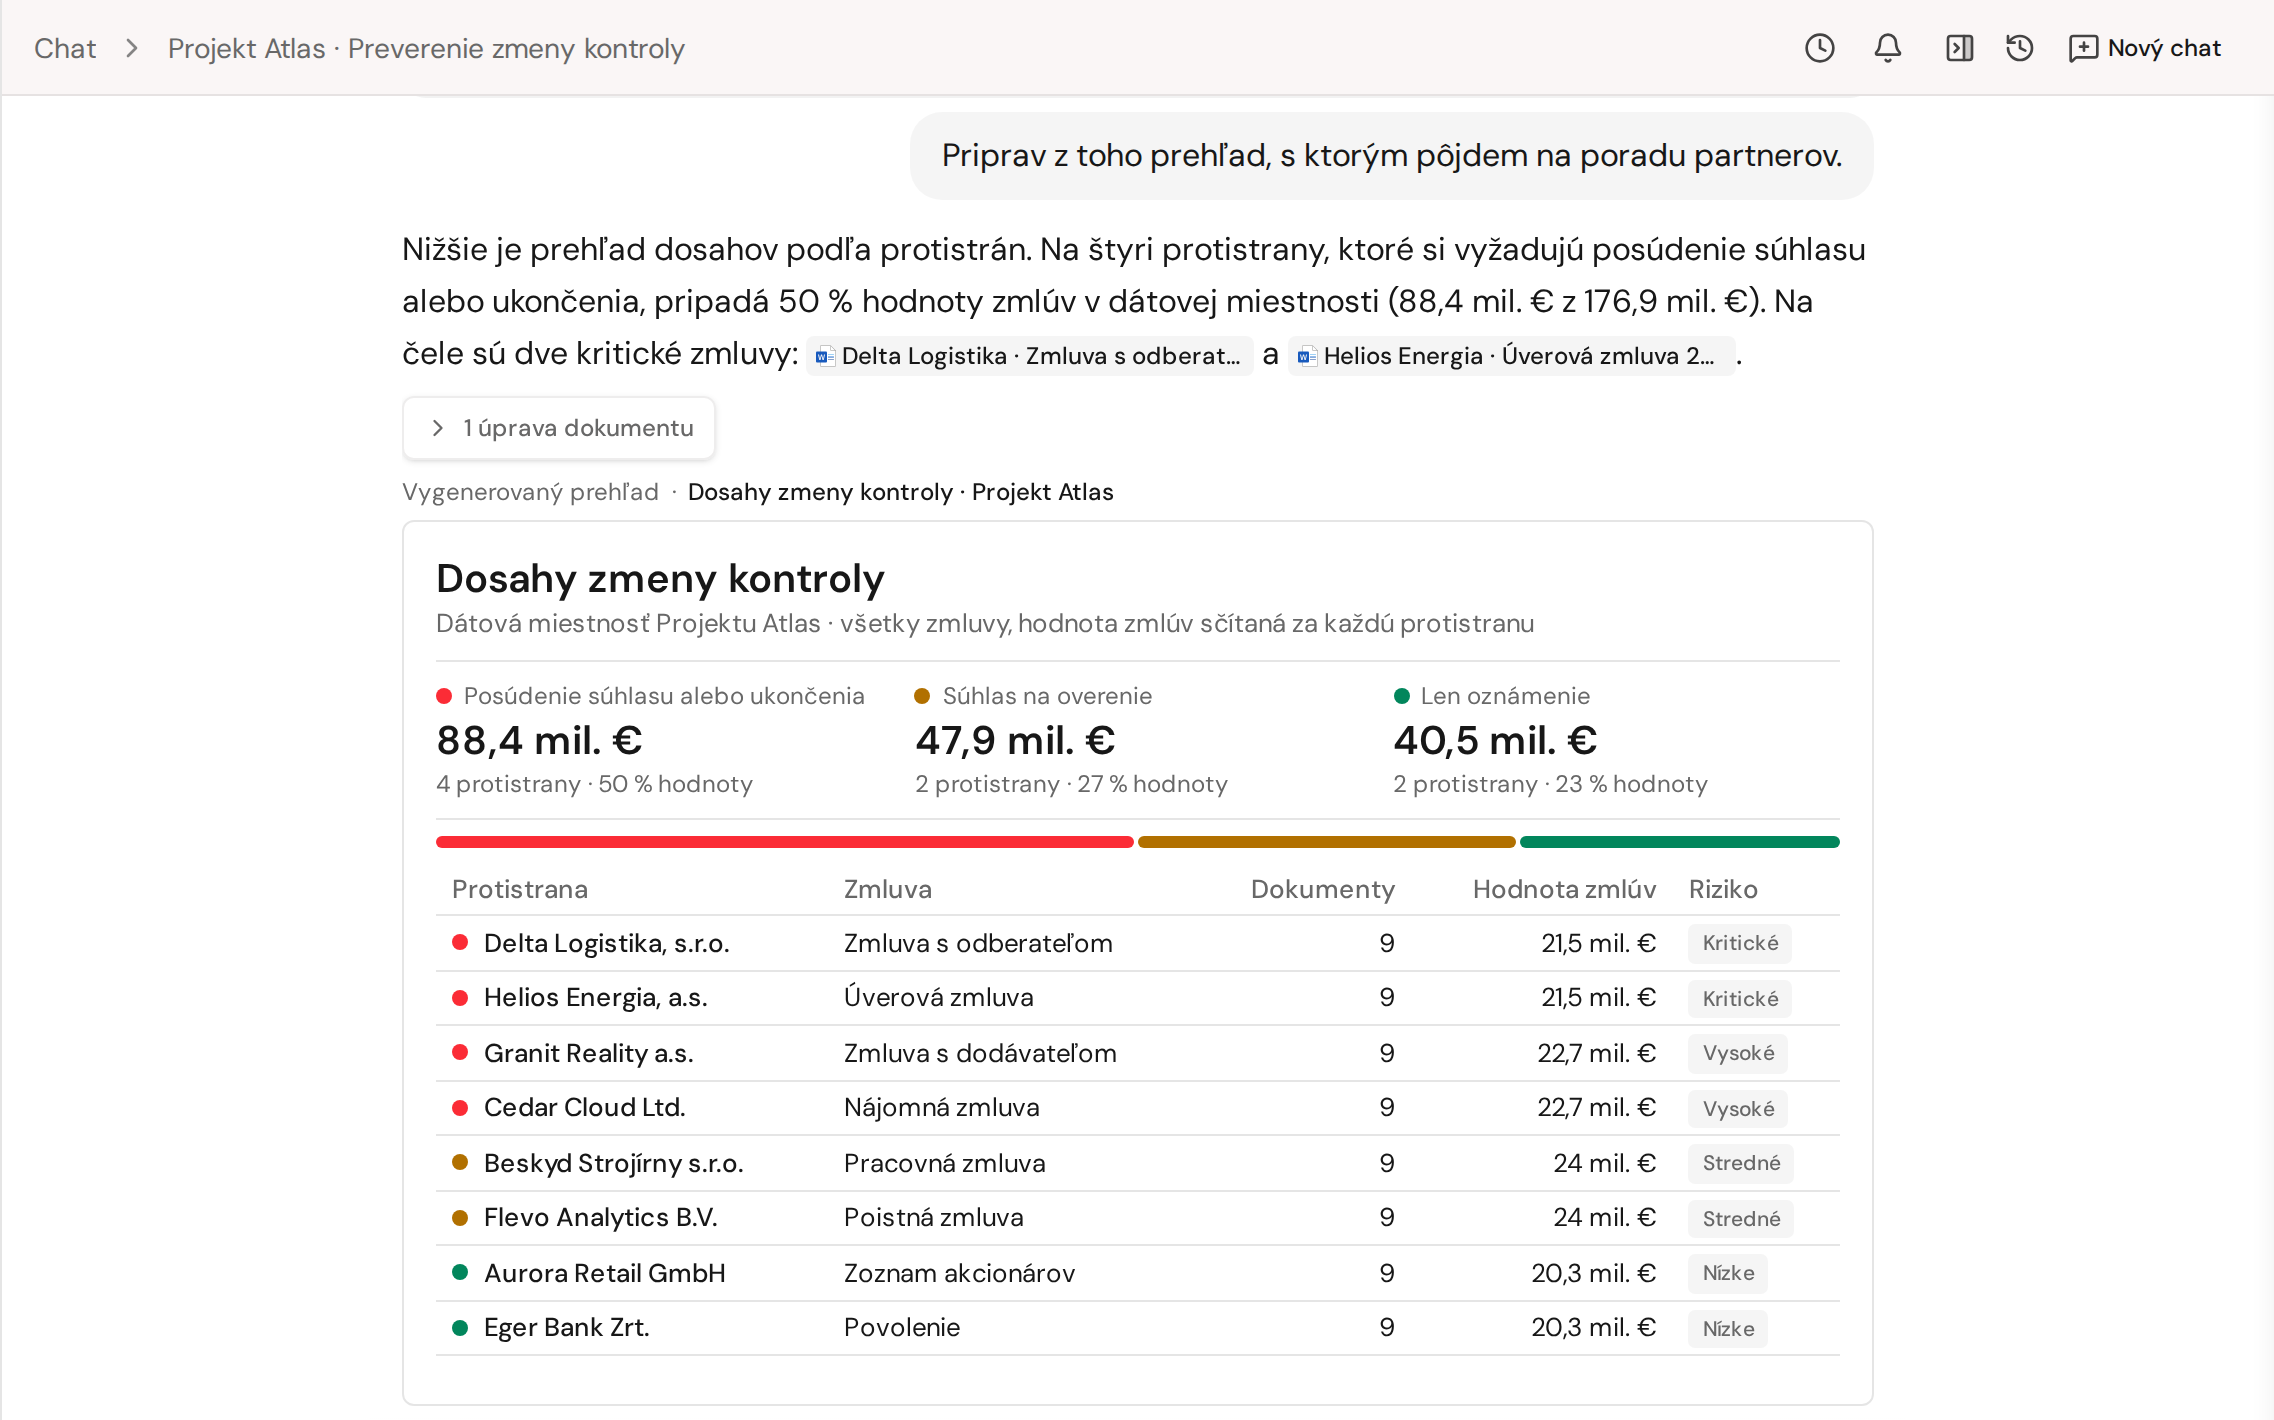 Chat > Projekt Atlas · Preverenie zmeny kontroly
Nový chat
Priprav z toho prehľad, s ktorým pôjdem na poradu partnerov.
Nižšie je prehľad dosahov podľa protistrán. Na štyri protistrany, ktoré si vyžadujú posúdenie súhlasu
alebo ukončenia, pripadá 50 % hodnoty zmlúv v dátovej miestnosti (88,4 mil. € z 176,9 mil. €). Na
čele sú dve kritické zmluvy: Delta Logistika · Zmluva s odberat... a Helios Energia · Úverová zmluva 2... .
1 úprava dokumentu
Vygenerovaný prehľad · Dosahy zmeny kontroly · Projekt Atlas
Dosahy zmeny kontroly
Dátová miestnosť Projektu Atlas · všetky zmluvy, hodnota zmlúv sčítaná za každú protistranu
Posúdenie súhlasu alebo ukončenia Súhlas na overenie Len oznámenie
88,4 mil. € 47,9 mil. € 40,5 mil. €
4 protistrany · 50 % hodnoty 2 protistrany · 27 % hodnoty 2 protistrany · 23 % hodnoty
Protistrana Zmluva Dokumenty Hodnota zmlúv Riziko
Delta Logistika, s.r.o. Zmluva s odberateľom 9 21,5 mil. € Kritické
Helios Energia, a.s. Úverová zmluva 9 21,5 mil. € Kritické
Granit Reality a.s. Zmluva s dodávateľom 9 22,7 mil. € Vysoké
Cedar Cloud Ltd. Nájomná zmluva 9 22,7 mil. € Vysoké
Beskyd Strojírny s.r.o. Pracovná zmluva 9 24 mil. € Stredné
Flevo Analytics B.V. Poistná zmluva 9 24 mil. € Stredné
Aurora Retail GmbH Zoznam akcionárov 9 20,3 mil. € Nízke
Eger Bank Zrt. Povolenie 9 20,3 mil. € Nízke